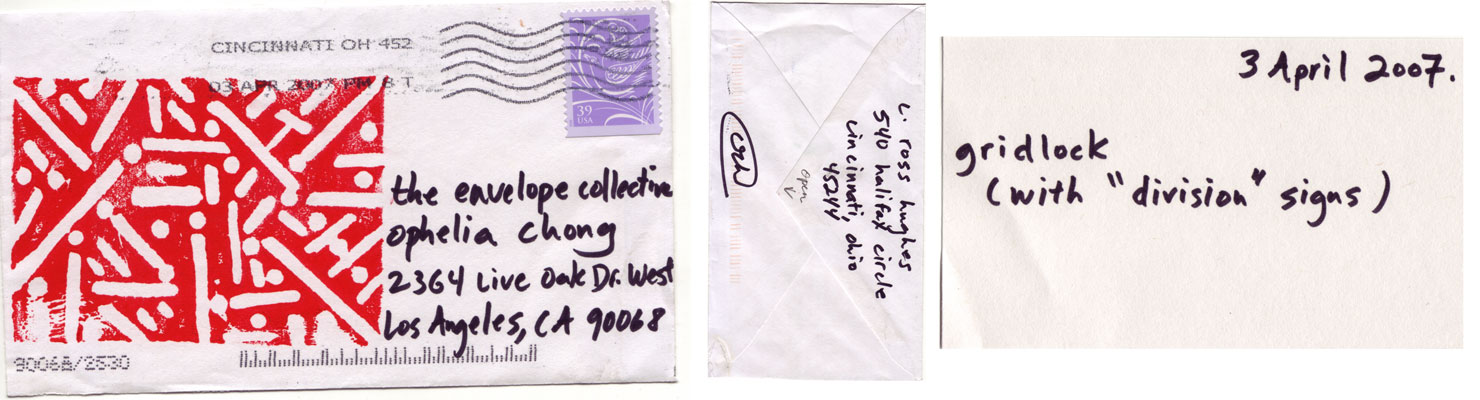 CINCINNATI OH 452
03 APR 2007 PM 8 T
39
USA
the envelope collective
ophelia chong
2364 Live Oak Dr. West
Los Angeles, CA 90068
90068/2530
L. ross hughes
540 halifax circle
cincinnati, ohio
45244
open
crh
3 April 2007.
gridlock
(with "division" signs)